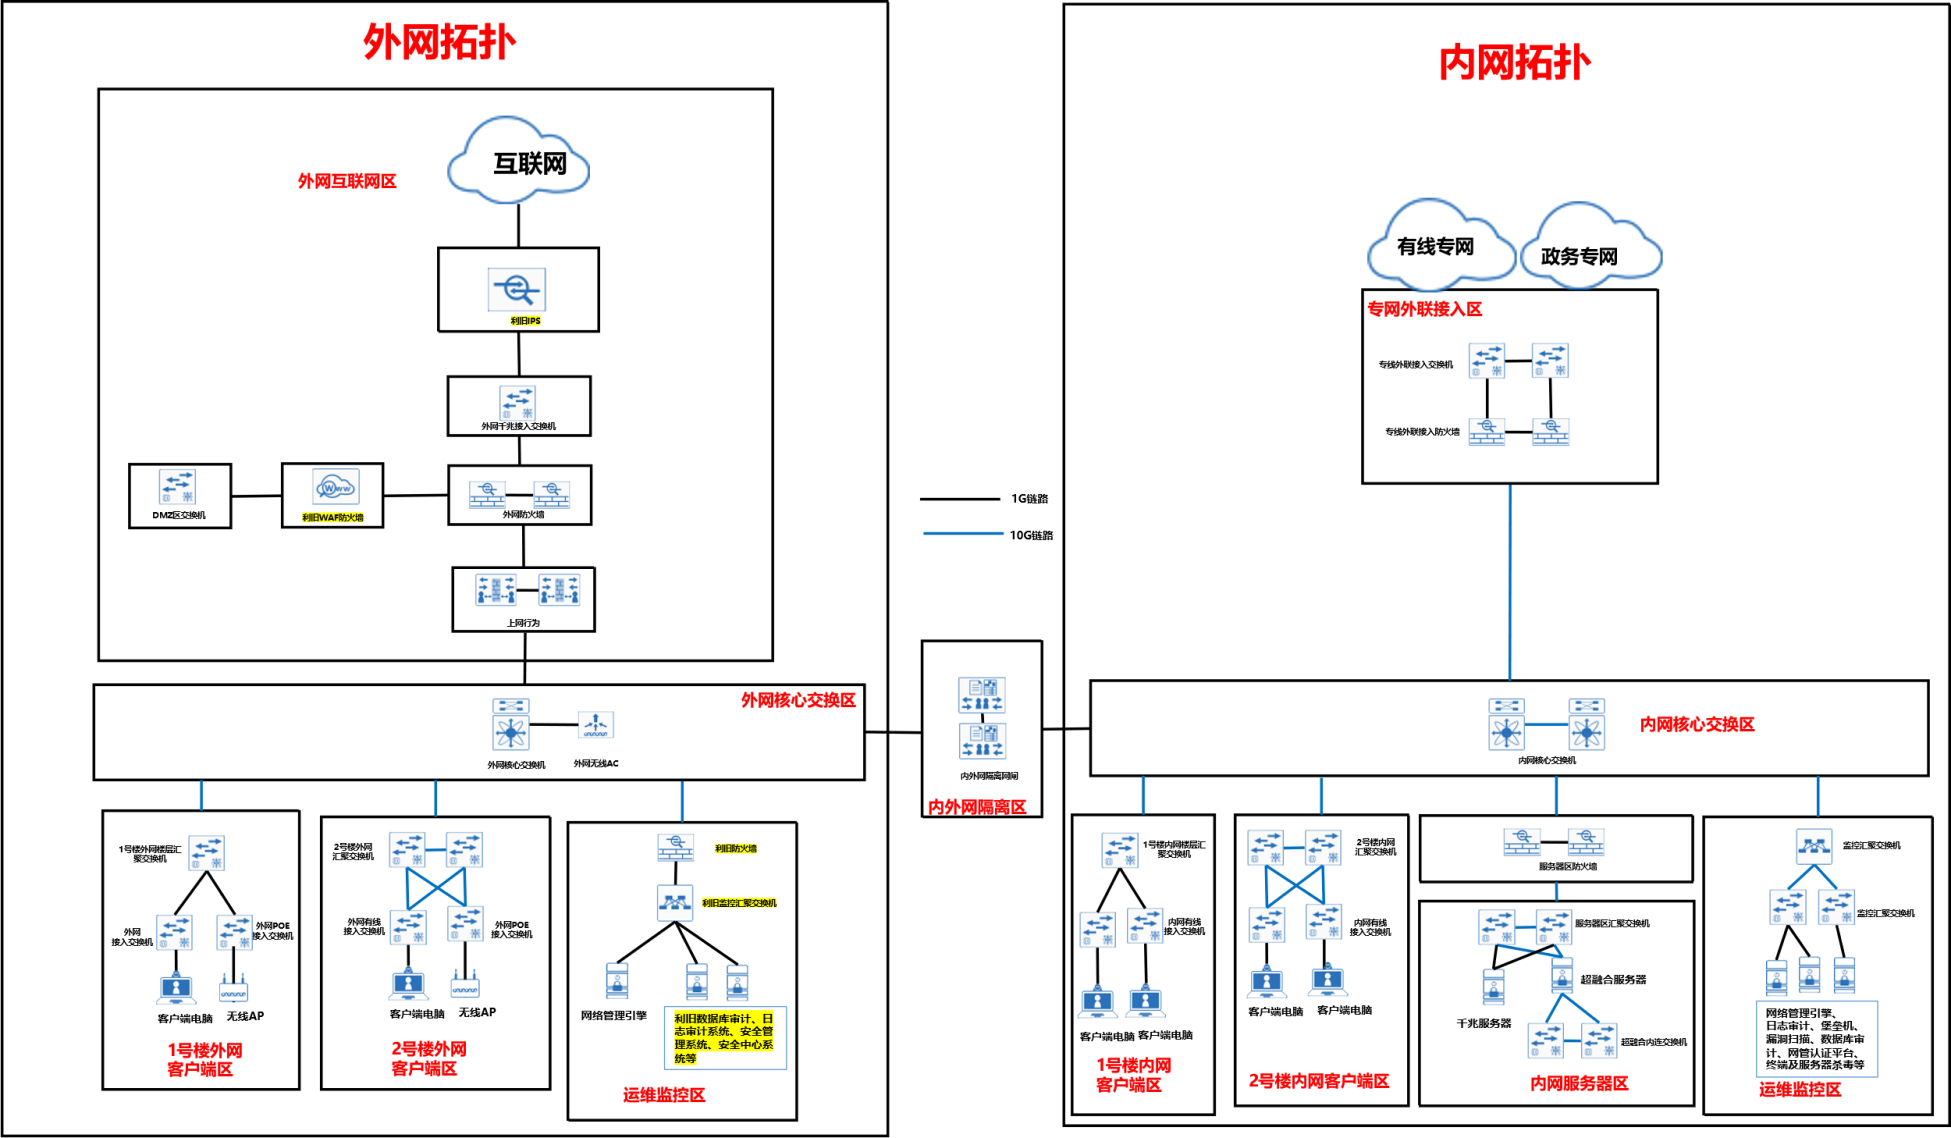 外网拓扑
外网互联网区
互联网
利旧IPS
外网千兆接入交换机
DMZ区交换机
利旧WAF防火墙
外网防火墙
上网行为
外网核心交换区
外网核心交换机
外网无线AC
1号楼外网楼层汇
聚交换机
外网
接入交换机
外网POE
接入交换机
客户端电脑
无线AP
1号楼外网
客户端区
2号楼外网
汇聚交换机
外网有线
接入交换机
外网POE
接入交换机
客户端电脑
无线AP
2号楼外网
客户端区
利旧防火墙
利旧监控汇聚交换机
网络管理引擎
利旧数据库审计、日
志审计系统、安全管
理系统、安全中心系
统等
运维监控区
1G链路
10G链路
内外网隔离网闸
内外网隔离区
内网拓扑
有线专网
政务专网
专网外联接入区
专线外联接入交换机
专线外联接入防火墙
内网核心交换区
内网核心交换机
1号楼内网楼层汇
聚交换机
内网有线
接入交换机
客户端电脑
客户端电脑
1号楼内网
客户端区
2号楼内网
汇聚交换机
内网有线
接入交换机
客户端电脑
客户端电脑
2号楼内网客户端区
服务器区防火墙
服务器区汇聚交换机
超融合服务器
千兆服务器
超融合内连交换机
内网服务器区
监控汇聚交换机
监控汇聚交换机
网络管理引擎、
日志审计、堡垒机、
漏洞扫描、数据库审
计、网管认证平台、
终端及服务器杀毒等
运维监控区